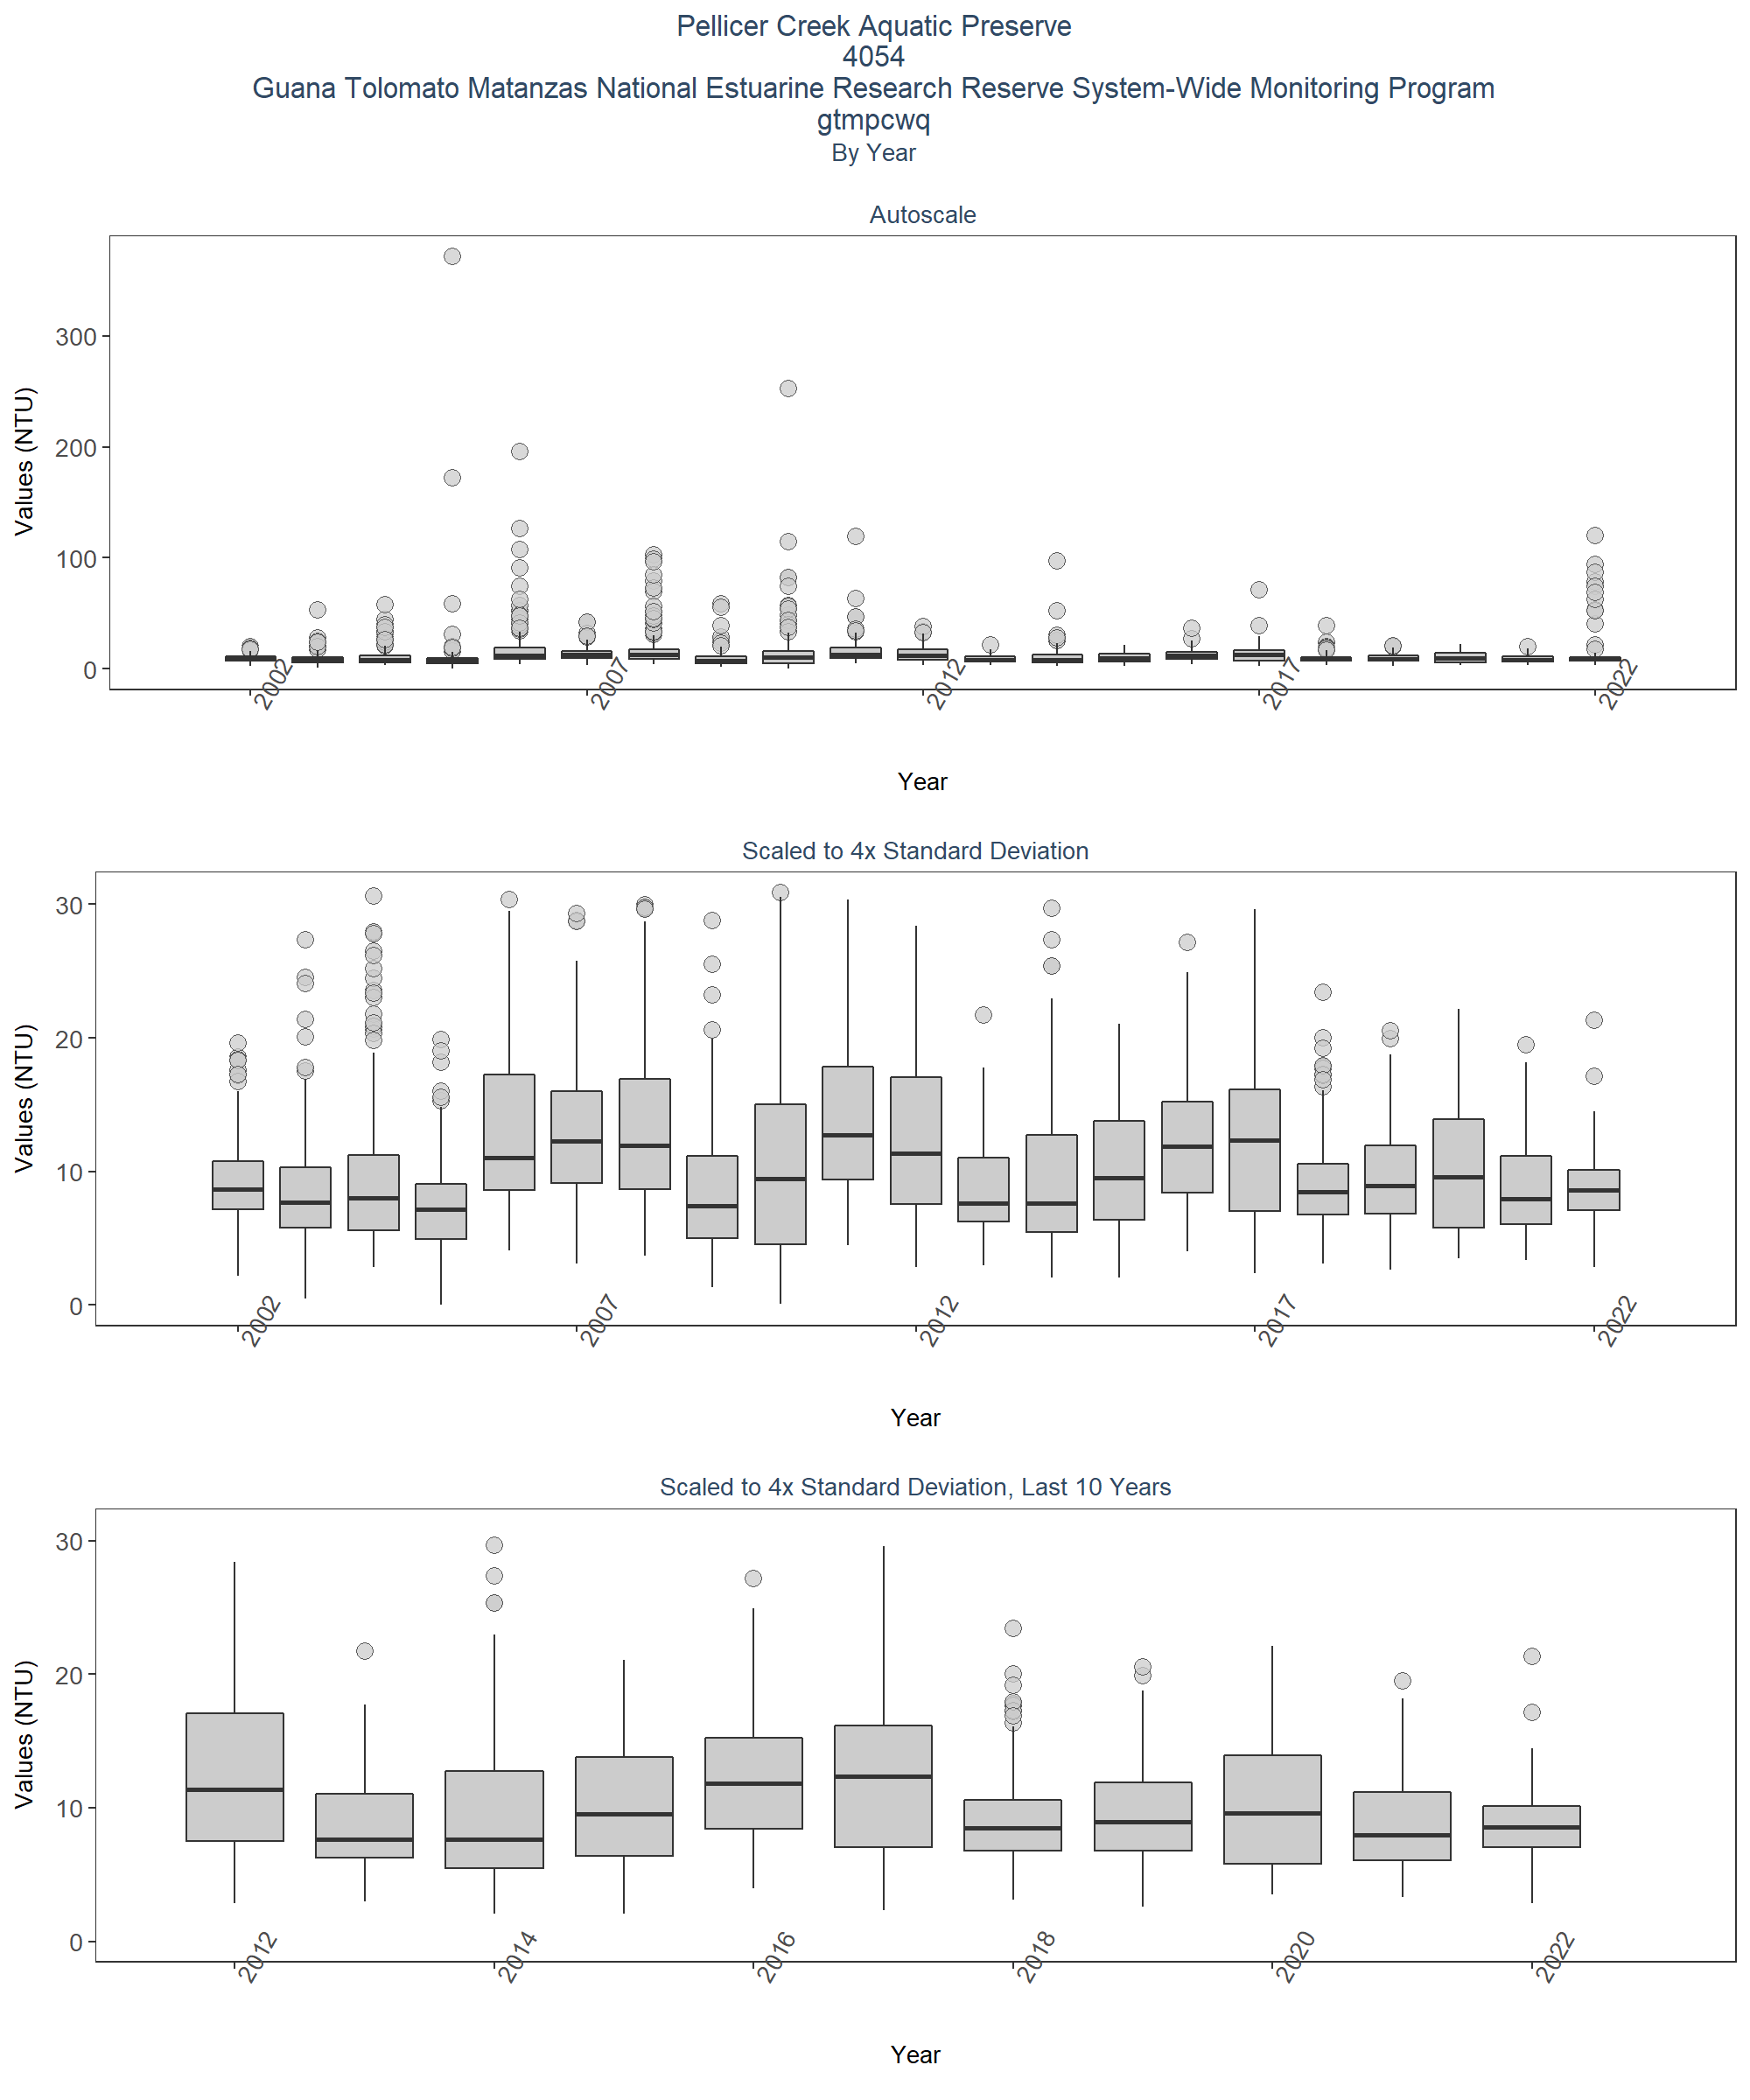 Pellicer Creek Aquatic Preserve
4054
Guana Tolomato Matanzas National Estuarine Research Reserve System-Wide Monitoring Program
gtmpcwq
By Year
Autoscale
Values (NTU)
300
200
100
0
2002
2007
2012
2017
2022
Year
Scaled to 4x Standard Deviation
Values (NTU)
30
20
10
0
2002
2007
2012
2017
2022
Year
Scaled to 4x Standard Deviation, Last 10 Years
Values (NTU)
30
20
10
0
2012
2014
2016
2018
2020
2022
Year